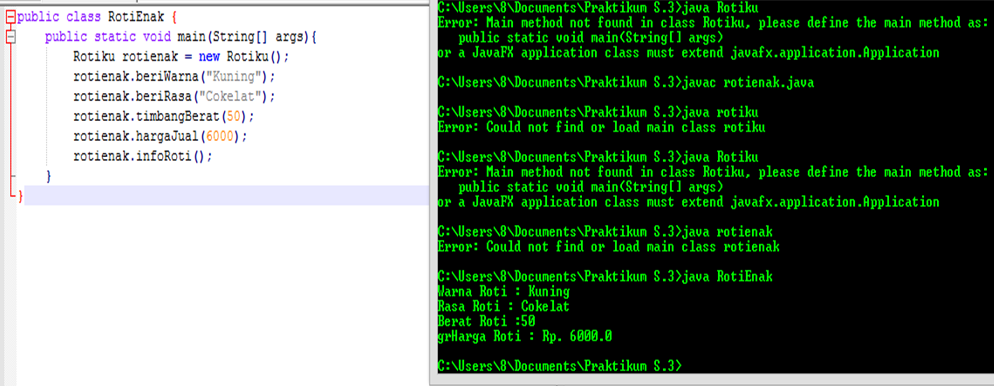 public class RotiEnak {
public static void main(String[] args){
Rotiku rotienak = new Rotiku();
rotienak.beriWarna("Kuning");
rotienak.beriRasa("Cokelat");
rotienak.timbangBerat(50);
rotienak.hargaJual(6000);
rotienak.infoRoti();
}
}
C:\Users\8\Documents\Praktikum S.3>java Rotiku
Error: Main method not found in class Rotiku, please define the main method as:
public static void main(String[] args)
or a JavaFX application class must extend javafx.application.Application
C:\Users\8\Documents\Praktikum S.3>javac rotienak.java
C:\Users\8\Documents\Praktikum S.3>java rotiku
Error: Could not find or load main class rotiku
C:\Users\8\Documents\Praktikum S.3>java Rotiku
Error: Main method not found in class Rotiku, please define the main method as:
public static void main(String[] args)
or a JavaFX application class must extend javafx.application.Application
C:\Users\8\Documents\Praktikum S.3>java rotienak
Error: Could not find or load main class rotienak
C:\Users\8\Documents\Praktikum S.3>java RotiEnak
Warna Roti : Kuning
Rasa Roti : Cokelat
Berat Roti :50
grHarga Roti : Rp. 6000.0
C:\Users\8\Documents\Praktikum S.3>